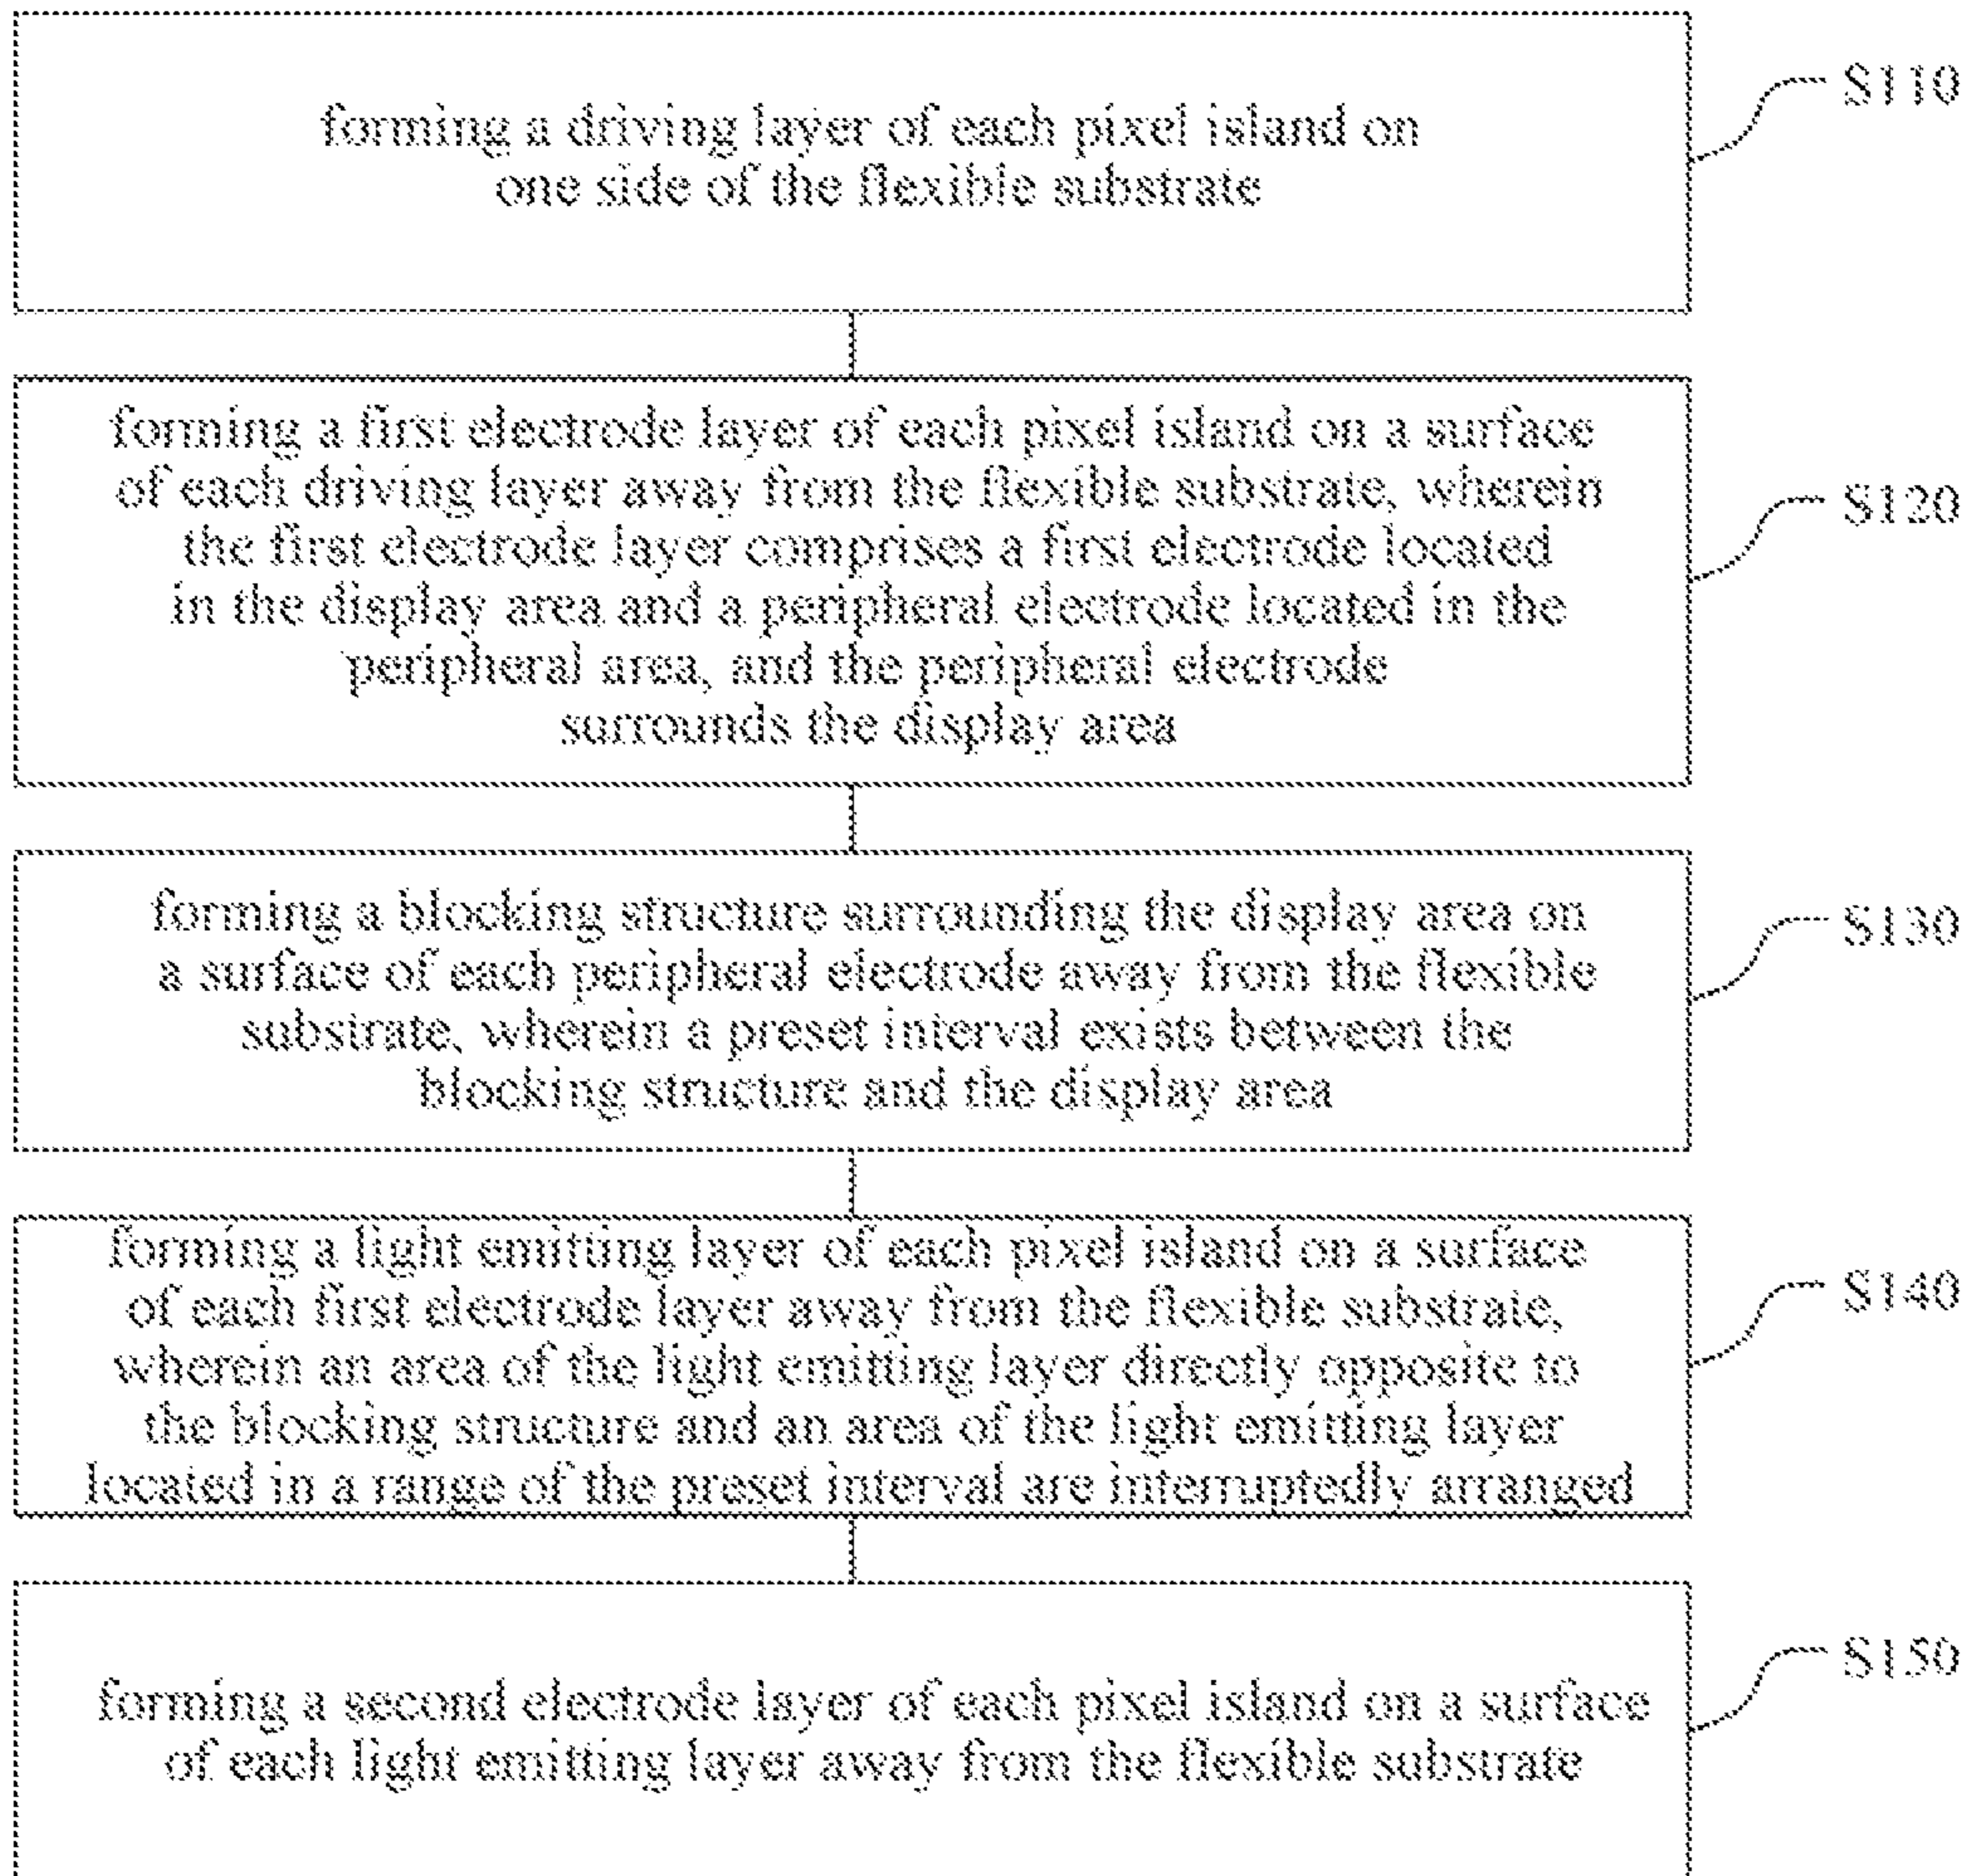 forming a driving layer of each pixel island on
one side of the flexible substrate
S110
forming a first electrode layer of each pixel island on a surface
of each driving layer away from the flexible substrate, wherein
the first electrode layer comprises a first electrode located
in the display area and a peripheral electrode located in the
peripheral area, and the peripheral electrode
surrounds the display area
S120
forming a blocking structure surrounding the display area on
a surface of each peripheral electrode away from the flexible
substrate, wherein a preset interval exists between the
blocking structure and the display area
S130
forming a light emitting layer of each pixel island on a surface
of each first electrode layer away from the flexible substrate,
wherein an area of the light emitting layer directly opposite to
the blocking structure and an area of the light emitting layer
located in a range of the preset interval are interruptedly arranged
S140
forming a second electrode layer of each pixel island on a surface
of each light emitting layer away from the flexible substrate
S150